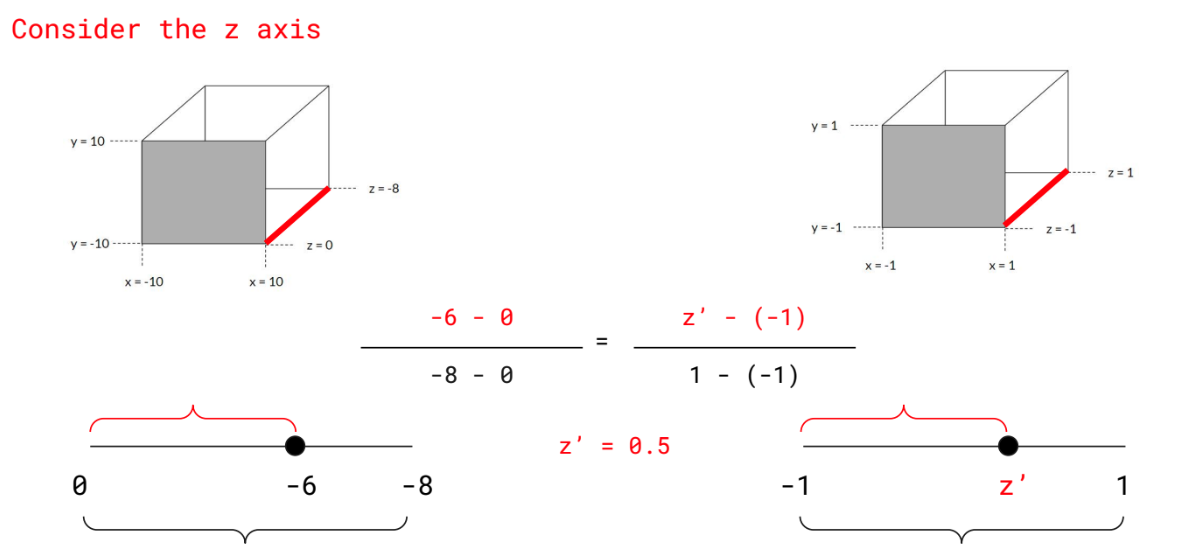 Consider the z axis
y = 10
z = -8
y = -10
z = 0
x = -10
x = 10
y = 1
z = 1
y = -1
z = -1
x = -1
x = 1
-6 - 0
-8 - 0
=
z’ - (-1)
1 - (-1)
z’ = 0.5
0
-6
-8
-1
z’
1